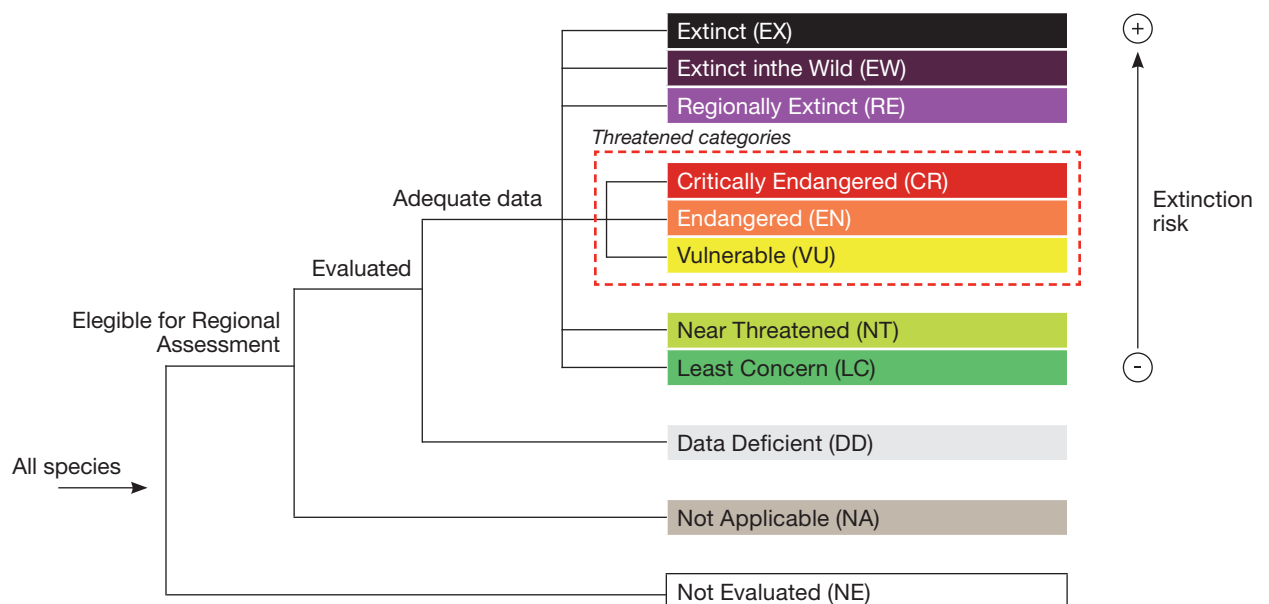 Extinct (EX)
Extinct inthe Wild (EW)
Regionally Extinct (RE)
Threatened categories
Critically Endangered (CR)
Adequate data
Endangered (EN)
Vulnerable (VU)
Extinction
risk
Evaluated
Elegible for Regional
Assessment
Near Threatened (NT)
Least Concern (LC)
Data Deficient (DD)
All species
Not Applicable (NA)
Not Evaluated (NE)
+
-